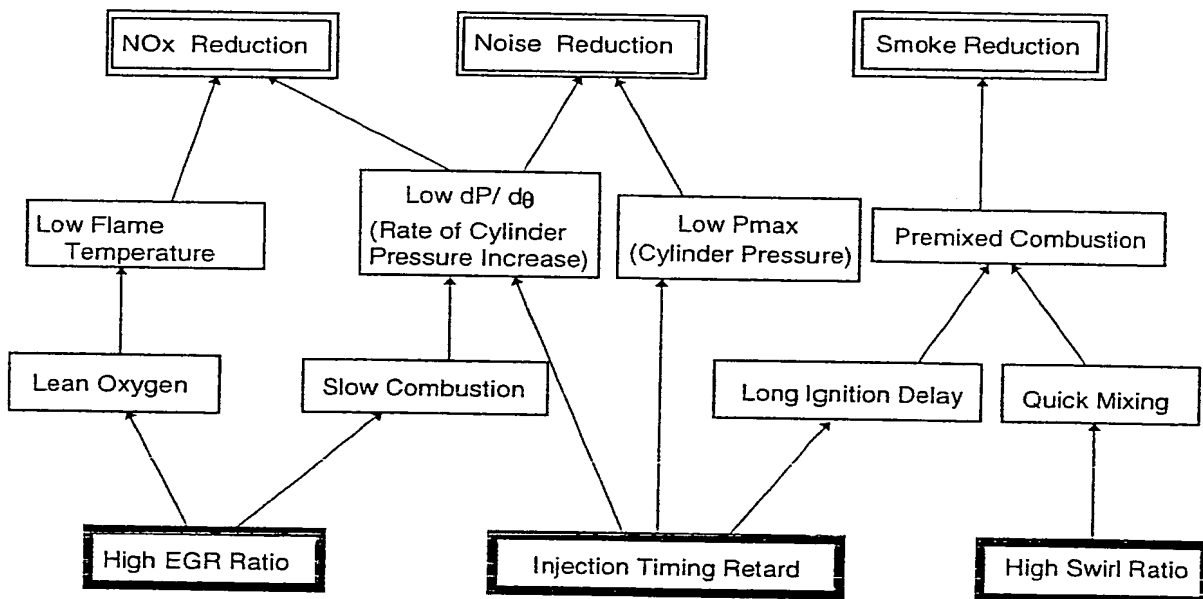 NOx Reduction
Noise Reduction
Smoke Reduction
Low Flame
Temperature
Low dP/ dθ
(Rate of Cylinder
Pressure Increase)
Low Pmax
(Cylinder Pressure)
Premixed Combustion
Lean Oxygen
Slow Combustion
Long Ignition Delay
Quick Mixing
High EGR Ratio
Injection Timing Retard
High Swirl Ratio